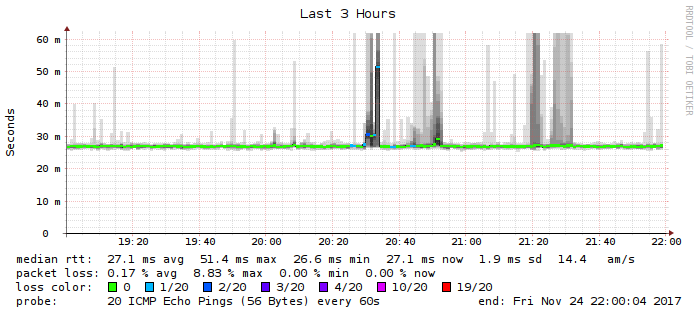 Last 3 Hours
RRDTOOL / TOBI OETIKER
Seconds
60 m
50 m
40 m
30 m
20 m
10 m
0
19:20 19:40 20:00 20:20 20:40 21:00 21:20 21:40 22:00
median rtt: 27.1 ms avg 51.4 ms max 26.6 ms min 27.1 ms now 1.9 ms sd 14.4 am/s
packet loss: 0.17 % avg 8.83 % max 0.00 % min 0.00 % now
loss color: 0 1/20 2/20 3/20 4/20 10/20 19/20
probe: 20 ICMP Echo Pings (56 Bytes) every 60s end: Fri Nov 24 22:00:04 2017